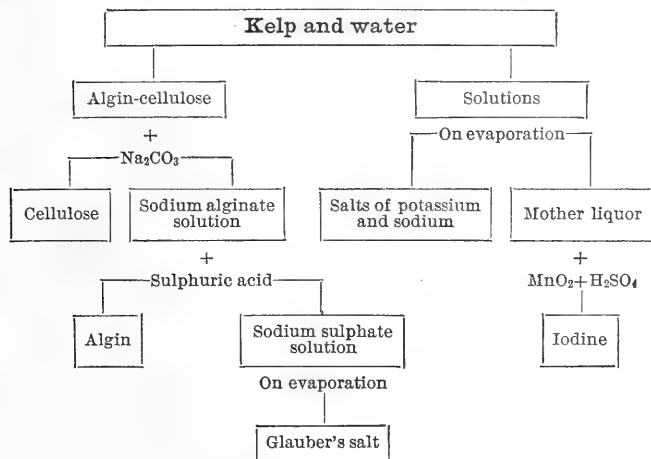 Kelp and water
Algin-cellulose
Solutions
+
On evaporation
Na₂CO₃
Cellulose
Sodium alginate
solution
Salts of potassium
and sodium
Mother liquor
+
+
Sulphuric acid
MnO₂+H₂SO₄
Algin
Sodium sulphate
solution
Iodine
On evaporation
Glauber's salt